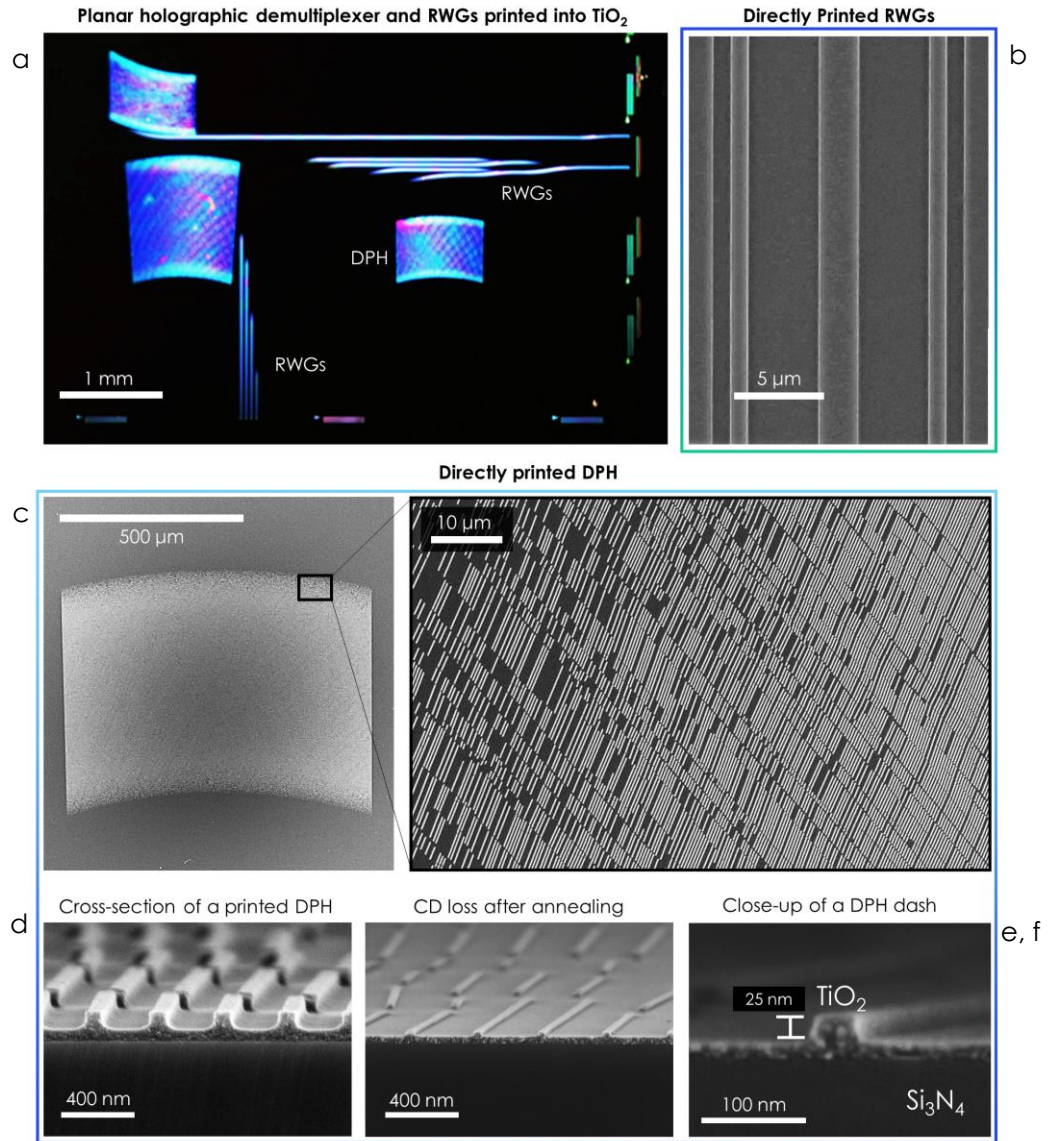 Planar holographic demultiplexer and RWGs printed into TiO₂
Directly Printed RWGs
a
b
RWGs
DPH
RWGs
1 mm
5 µm
Directly printed DPH
c
500 µm
10 µm
Cross-section of a printed DPH
CD loss after annealing
Close-up of a DPH dash
d
e, f
25 nm
TiO₂
400 nm
400 nm
100 nm
Si₃N₄